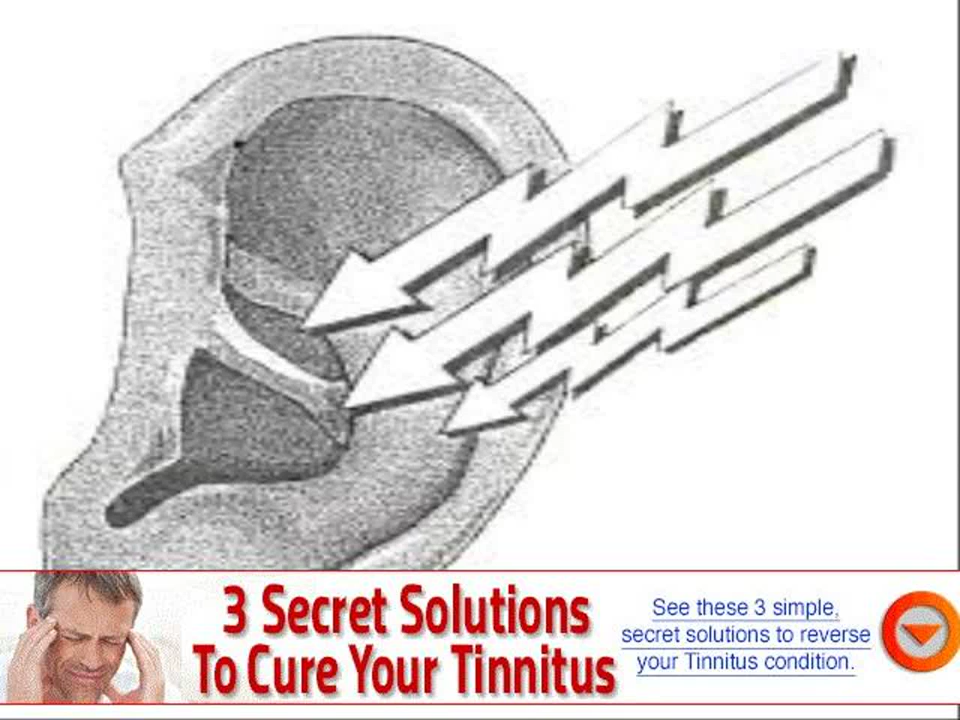 3 Secret Solutions
To Cure Your Tinnitus
See these 3 simple,
secret solutions to reverse
your Tinnitus condition.